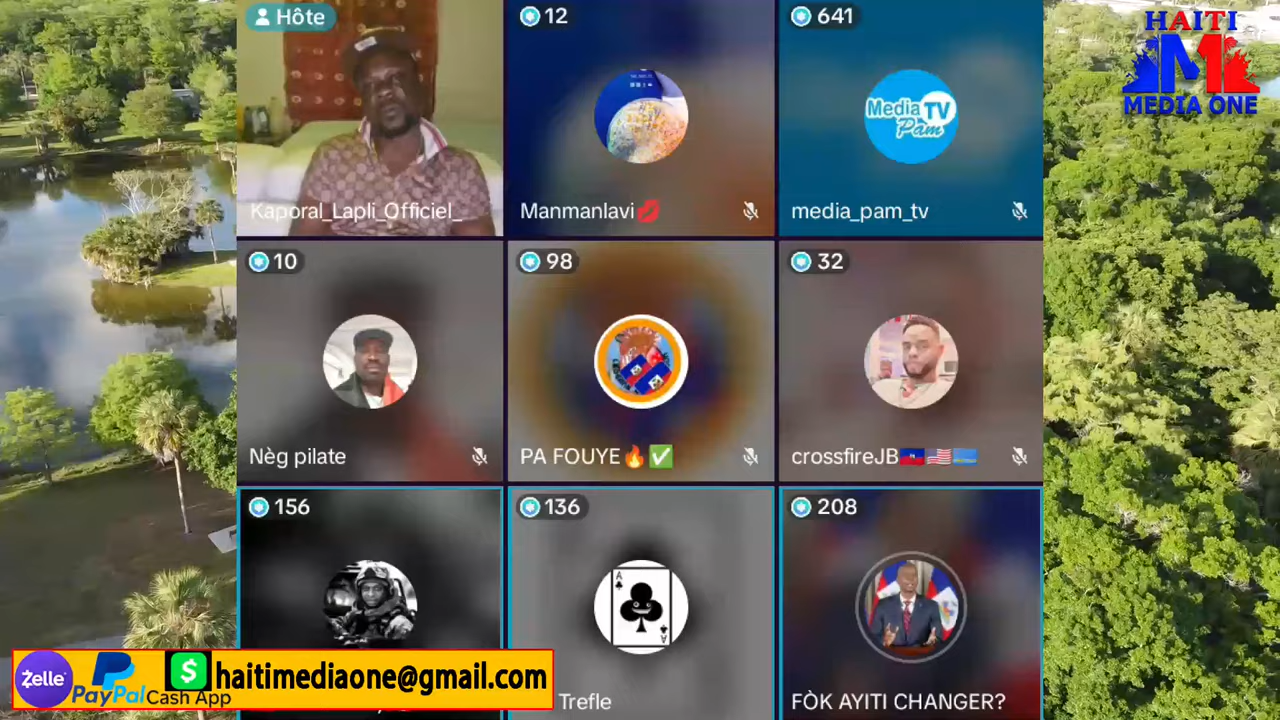 Hôte
12
641
HAITI
M
MEDIA ONE
Media TV
Pam
Kaporal_Lapli_Officiel_
Manmanlavi💋
media_pam_tv
10
98
32
Nèg pilate
PA FOUYE🔥✅
crossfireJB🇭🇹🇺🇸🇦🇼
156
136
208
A
A
Zelle
PayPal
Cash App
$
haitimediaone@gmail.com
Trefle
FÒK AYITI CHANGER?